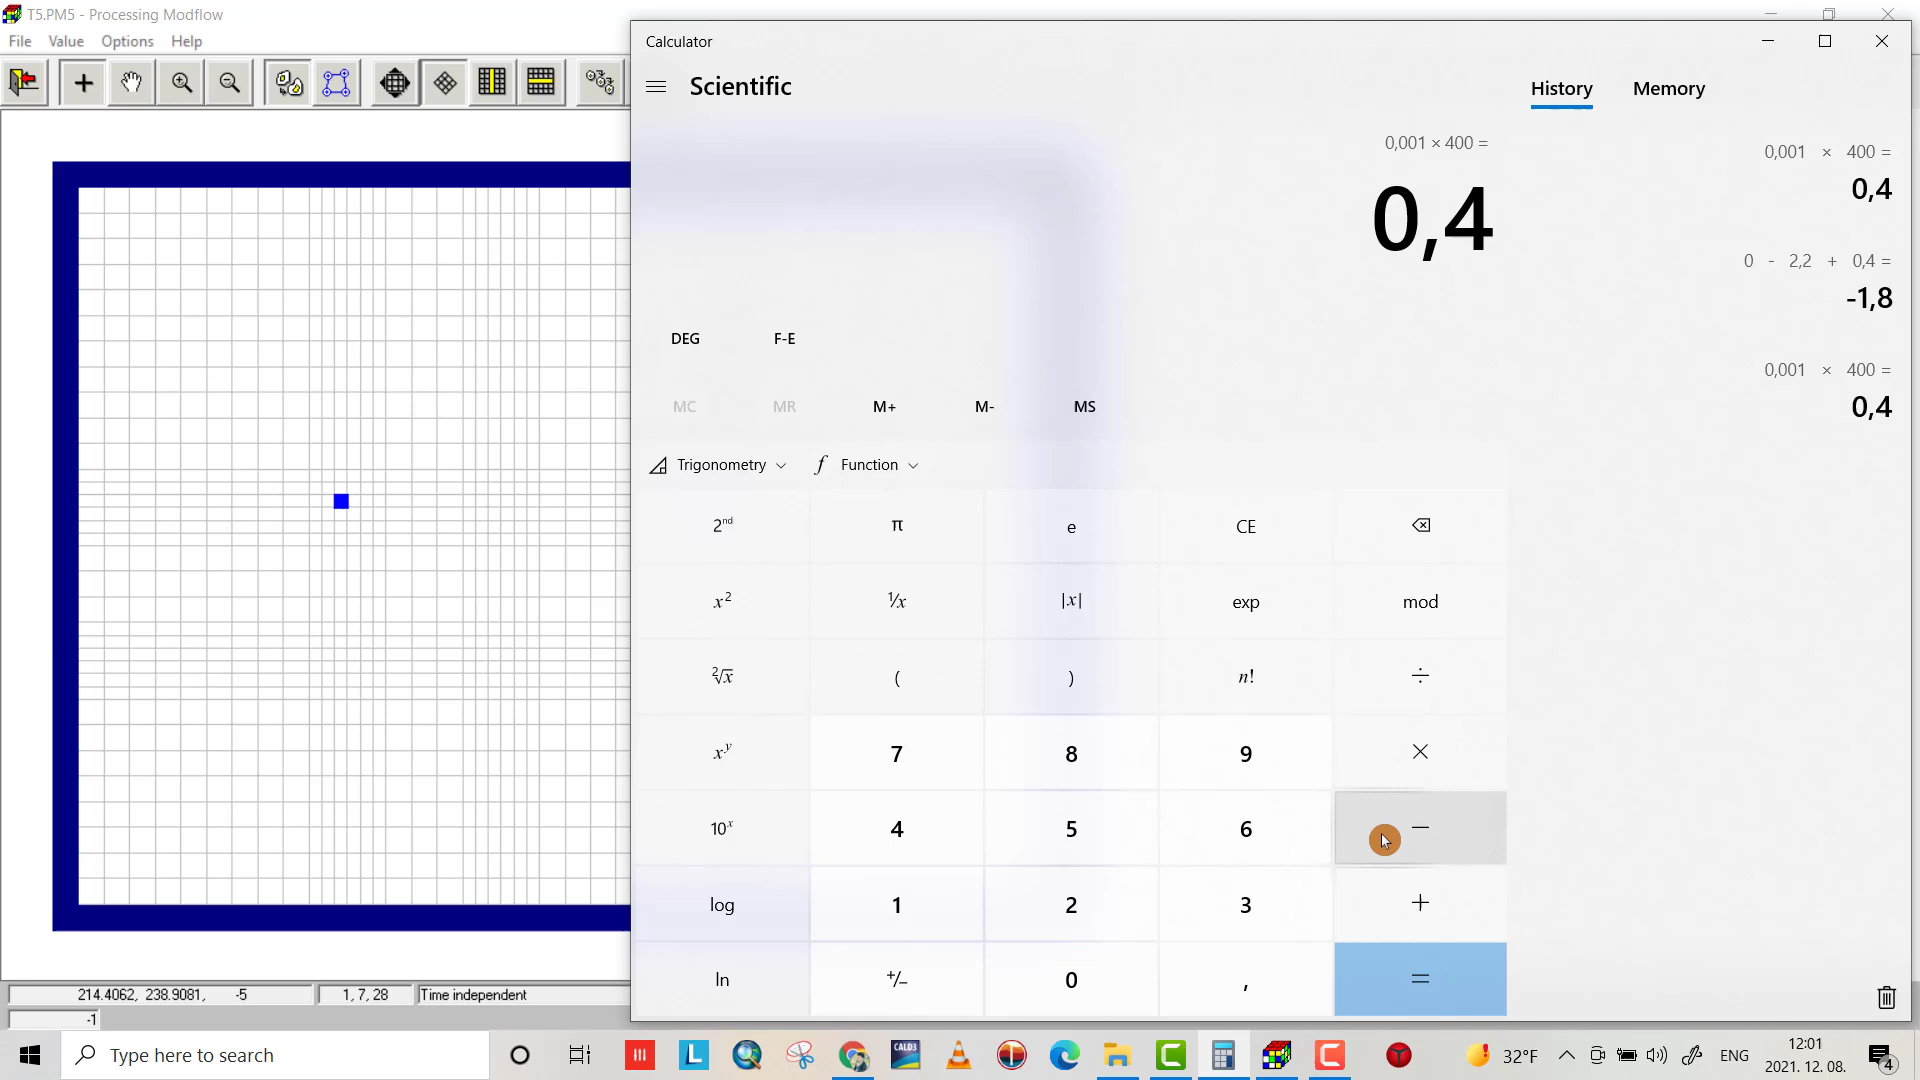 T5.PM5 - Processing Modflow
File Value Options Help
Calculator
Scientific
History Memory
0,001 × 400 =
0,4
0,001 × 400 =
0,4
0 - 2,2 + 0,4 =
-1,8
0,001 × 400 =
0,4
DEG F-E
MC MR M+ M- MS
Trigonometry f Function
2nd π e CE
x2 1/x |x| exp mod
2√x ( ) n! ÷
xy 7 8 9 ×
10x 4 5 6 −
log 1 2 3 +
ln +/− 0 , =
214.4062, 238.9081, -5 1, 7, 28 Time independent
-1
Type here to search
L
CALD3
32°F ENG
12:01
2021. 12. 08.
4